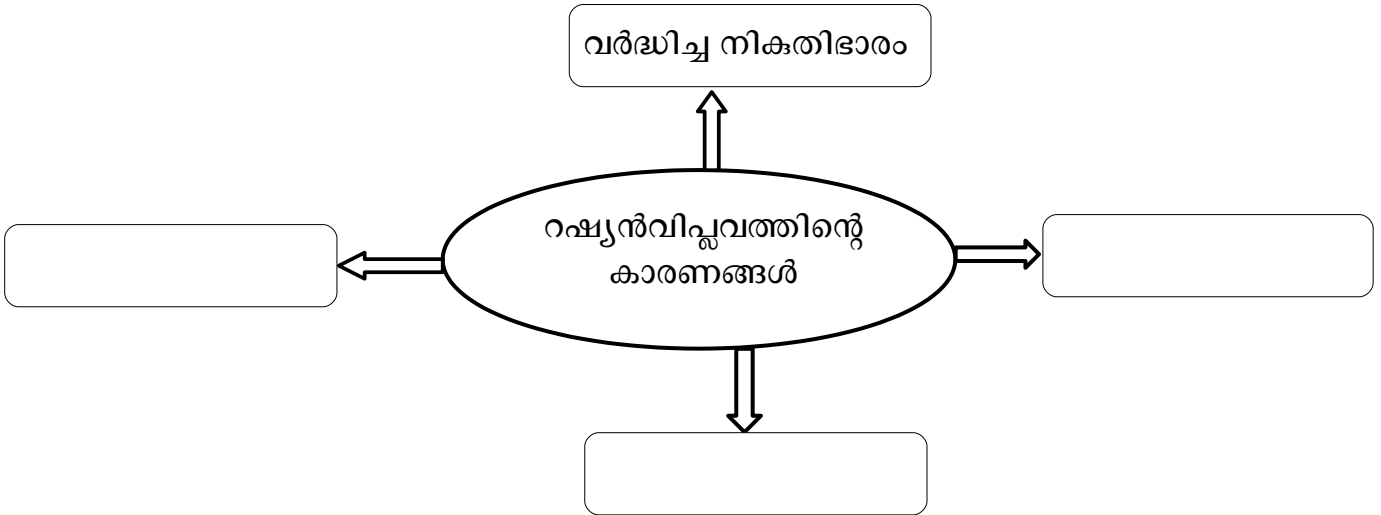 വർദ്ധിച്ച നികുതിഭാരം
റഷ്യൻവിപ്ലവത്തിന്റെ
കാരണങ്ങൾ